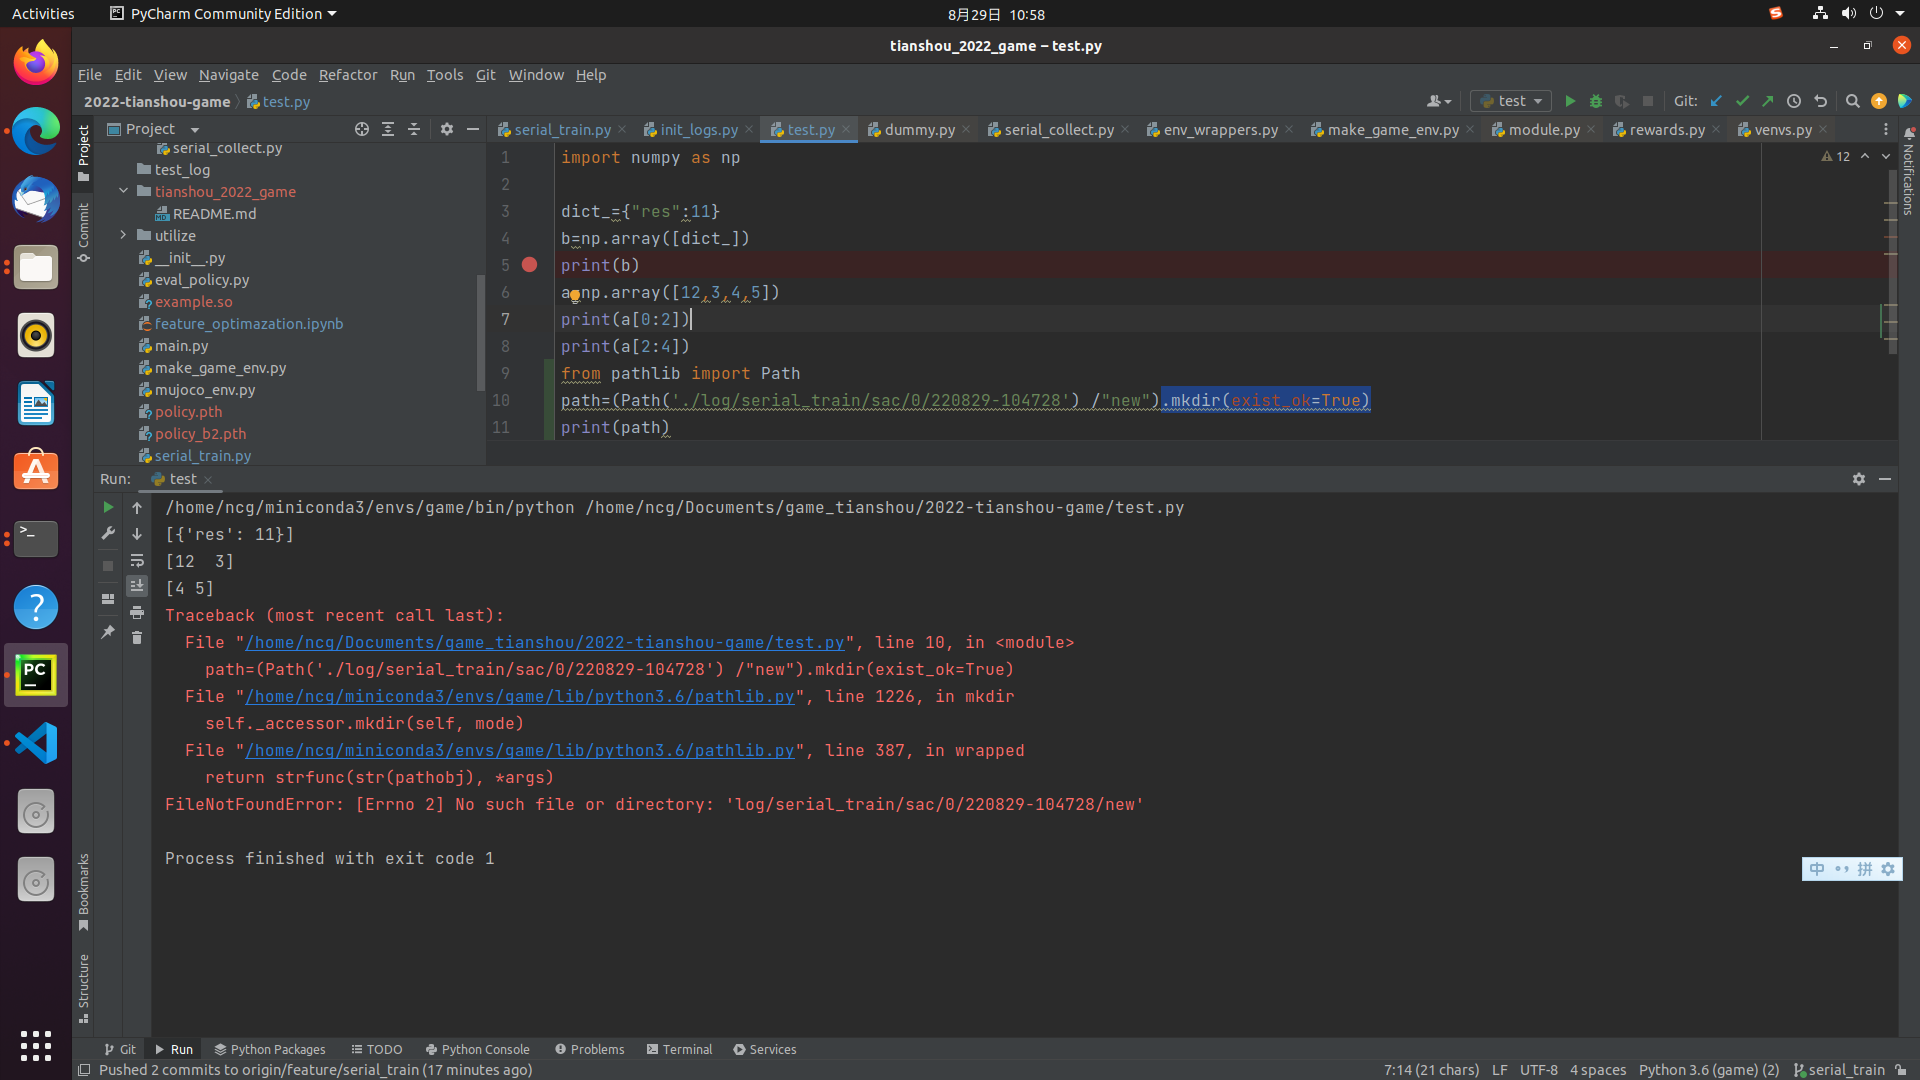 Activities
PyCharm Community Edition
8月29日 10:58
tianshou_2022_game – test.py
File Edit View Navigate Code Refactor Run Tools Git Window Help
2022-tianshou-game test.py
test
Git:
Project
serial_train.py init_logs.py test.py dummy.py serial_collect.py env_wrappers.py make_game_env.py module.py rewards.py venvs.py
Project
Commit
serial_collect.py
test_log
tianshou_2022_game
README.md
utilize
__init__.py
eval_policy.py
example.so
feature_optimazation.ipynb
main.py
make_game_env.py
mujoco_env.py
policy.pth
policy_b2.pth
serial_train.py
12
Notifications
1 import numpy as np
2
3 dict_={"res":11}
4 b=np.array([dict_])
5 print(b)
6 a=np.array([12,3,4,5])
7 print(a[0:2])
8 print(a[2:4])
9 from pathlib import Path
10 path=(Path('./log/serial_train/sac/0/220829-104728') /"new").mkdir(exist_ok=True)
11 print(path)
Run: test
/home/ncg/miniconda3/envs/game/bin/python /home/ncg/Documents/game_tianshou/2022-tianshou-game/test.py
[{'res': 11}]
[12  3]
[4 5]
Traceback (most recent call last):
File "/home/ncg/Documents/game_tianshou/2022-tianshou-game/test.py", line 10, in <module>
path=(Path('./log/serial_train/sac/0/220829-104728') /"new").mkdir(exist_ok=True)
File "/home/ncg/miniconda3/envs/game/lib/python3.6/pathlib.py", line 1226, in mkdir
self._accessor.mkdir(self, mode)
File "/home/ncg/miniconda3/envs/game/lib/python3.6/pathlib.py", line 387, in wrapped
return strfunc(str(pathobj), *args)
FileNotFoundError: [Errno 2] No such file or directory: 'log/serial_train/sac/0/220829-104728/new'
Process finished with exit code 1
中 拼
Bookmarks
Structure
Git Run Python Packages TODO Python Console Problems Terminal Services
Pushed 2 commits to origin/feature/serial_train (17 minutes ago)
7:14 (21 chars) LF UTF-8 4 spaces Python 3.6 (game) (2) serial_train